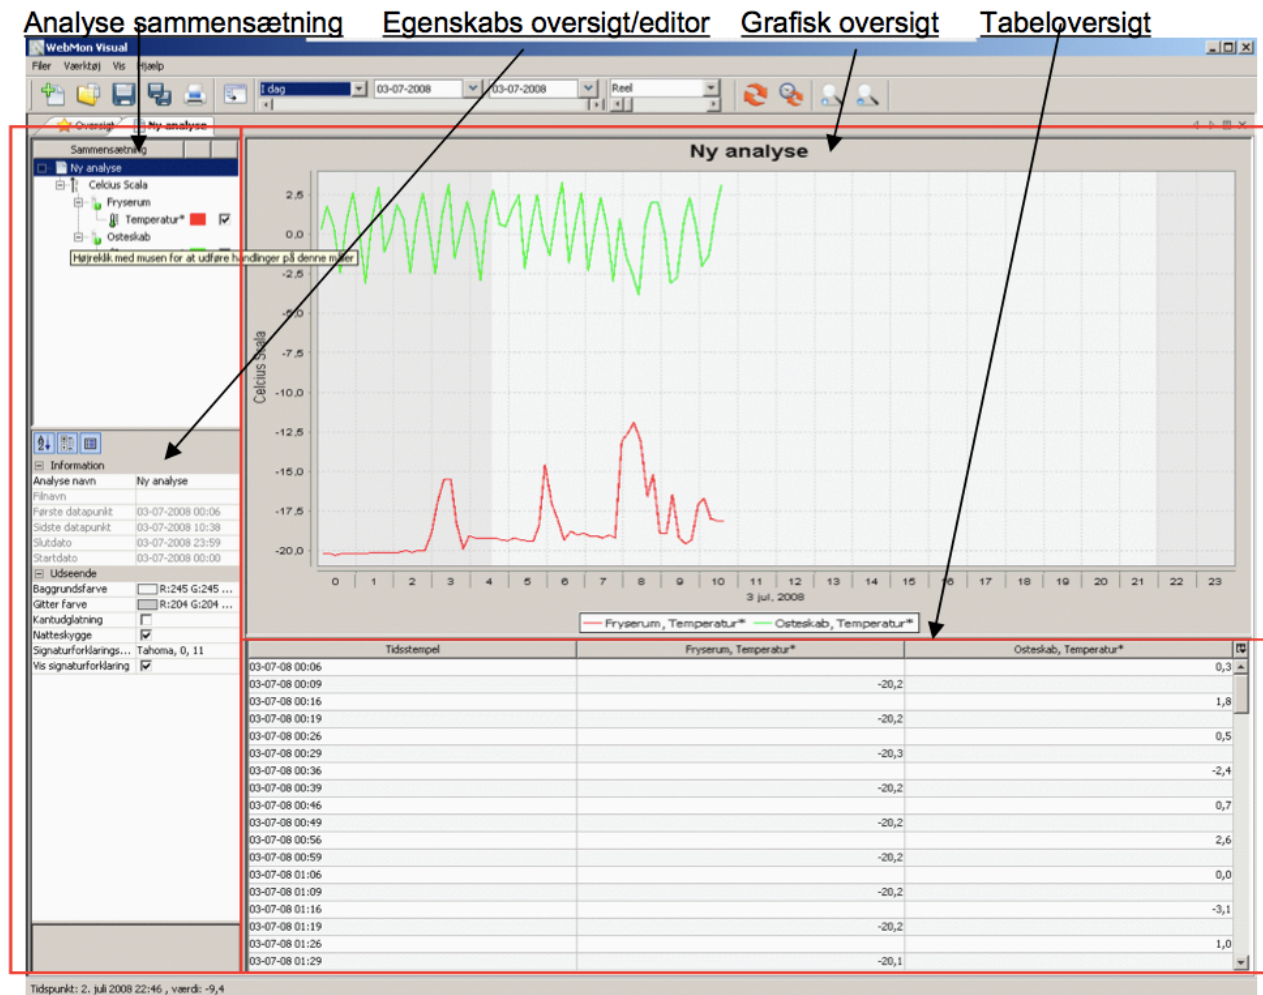 Analyse sammensætning Egenskabs oversigt/editor Grafisk oversigt Tabeloversigt
WebMon Visual
Filer Værktøj Vis Hjælp
I dag 03-07-2008 03-07-2008 Reel
Oversigt Ny analyse
Sammensætning
Ny analyse
Celcius Scala
Fryserum
Temperatur*
Osteskab
Højreklik med musen for at udføre handlinger på denne måler
Ny analyse
Celcius Scala
2,5
0,0
-2,5
-5,0
-7,5
-10,0
-12,5
-15,0
-17,5
-20,0
0 1 2 3 4 5 6 7 8 9 10 11 12 13 14 15 16 17 18 19 20 21 22 23
3 jul, 2008
Fryserum, Temperatur* Osteskab, Temperatur*
Information
Analyse navn Ny analyse
Filnavn
Første datapunkt 03-07-2008 00:06
Sidste datapunkt 03-07-2008 10:38
Slutdato 03-07-2008 23:59
Startdato 03-07-2008 00:00
Udseende
Baggrundsfarve R:245 G:245 ...
Gitter farve R:204 G:204 ...
Kantudglatning
Natteskygge
Signaturforklarings... Tahoma, 0, 11
Vis signaturforklaring
Tidsstempel Fryserum, Temperatur* Osteskab, Temperatur*
03-07-08 00:06 0,3
03-07-08 00:09 -20,2
03-07-08 00:16 1,8
03-07-08 00:19 -20,2
03-07-08 00:26 0,5
03-07-08 00:29 -20,3
03-07-08 00:36 -2,4
03-07-08 00:39 -20,2
03-07-08 00:46 0,7
03-07-08 00:49 -20,2
03-07-08 00:56 2,6
03-07-08 00:59 -20,2
03-07-08 01:06 0,0
03-07-08 01:09 -20,2
03-07-08 01:16 -3,1
03-07-08 01:19 -20,2
03-07-08 01:26 1,0
03-07-08 01:29 -20,1
Tidspunkt: 2. juli 2008 22:46 , værdi: -9,4